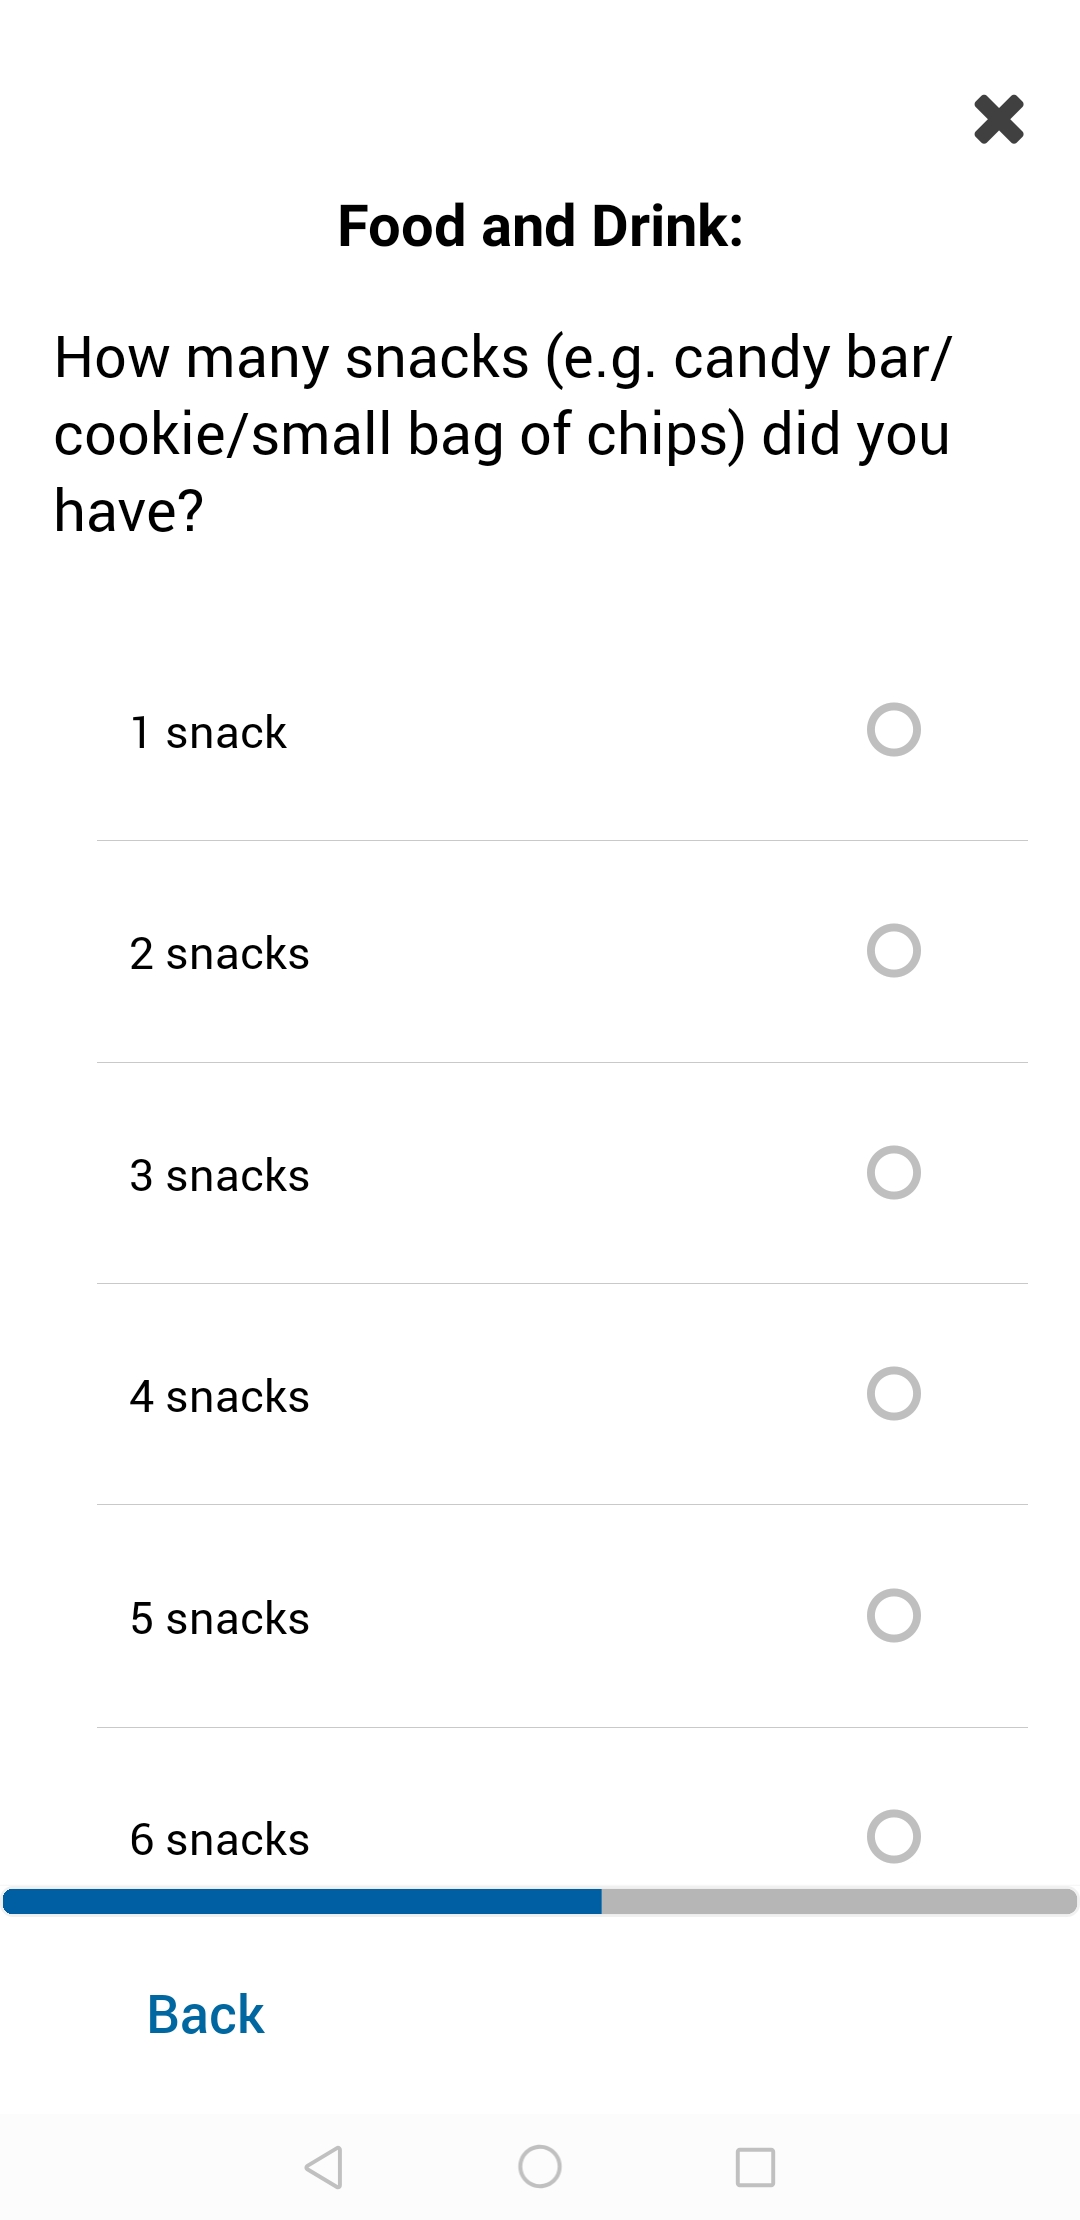 Food and Drink:
How many snacks (e.g. candy bar/
cookie/small bag of chips) did you
have?
1 snack
2 snacks
3 snacks
4 snacks
5 snacks
6 snacks
Back